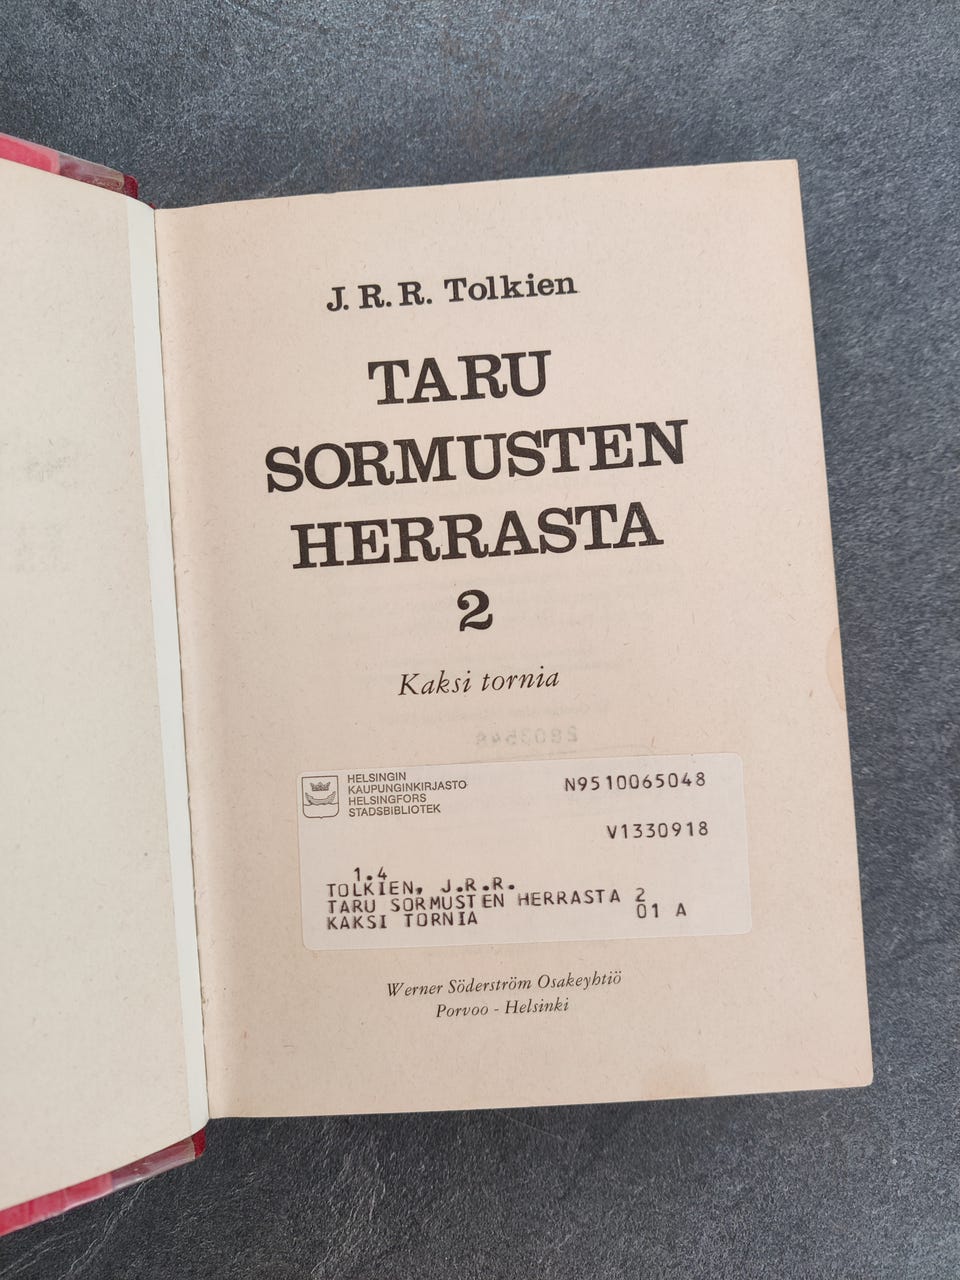 J. R. R. Tolkien
TARU
SORMUSTEN
HERRASTA
2
Kaksi tornia
HELSINGIN
KAUPUNGINKIRJASTO
HELSINGFORS
STADSBIBLIOTEK
N9510065048
V1330918
1.4
TOLKIEN, J.R.R.
TARU SORMUSTEN HERRASTA 2
KAKSI TORNIA 01 A
Werner Söderström Osakeyhtiö
Porvoo - Helsinki